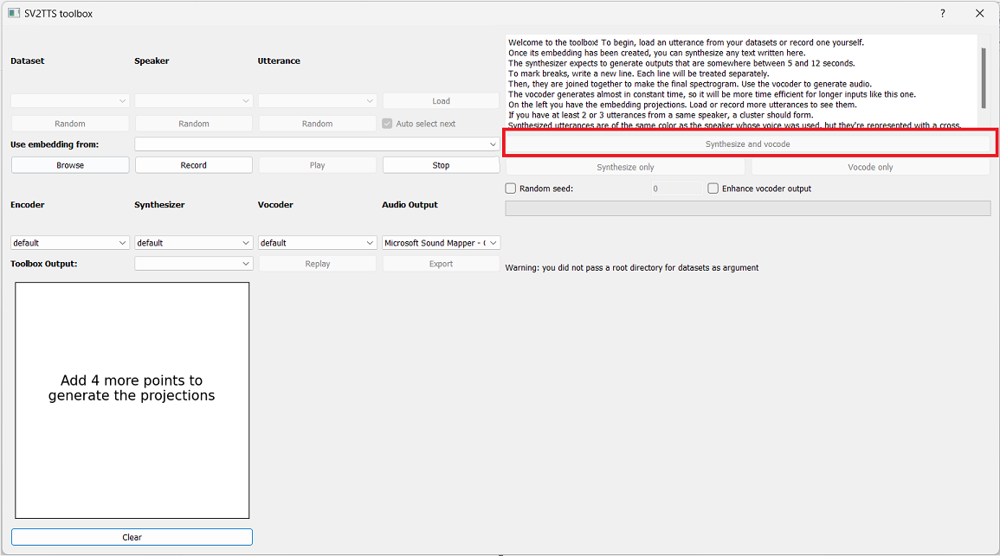 SV2TTS toolbox
?
Dataset
Speaker
Utterance
Load
Random
Random
Random
Auto select next
Use embedding from:
Browse
Record
Play
Stop
Encoder
Synthesizer
Vocoder
Audio Output
default
default
default
Microsoft Sound Mapper - (
Toolbox Output:
Replay
Export
Add 4 more points to
generate the projections
Clear
Welcome to the toolbox! To begin, load an utterance from your datasets or record one yourself.
Once its embedding has been created, you can synthesize any text written here.
The synthesizer expects to generate outputs that are somewhere between 5 and 12 seconds.
To mark breaks, write a new line. Each line will be treated separately.
Then, they are joined together to make the final spectrogram. Use the vocoder to generate audio.
The vocoder generates almost in constant time, so it will be more time efficient for longer inputs like this one.
On the left you have the embedding projections. Load or record more utterances to see them.
If you have at least 2 or 3 utterances from a same speaker, a cluster should form.
Synthesized utterances are of the same color as the speaker whose voice was used, but they're represented with a cross.
Synthesize and vocode
Synthesize only
Vocode only
Random seed:
0
Enhance vocoder output
Warning: you did not pass a root directory for datasets as argument